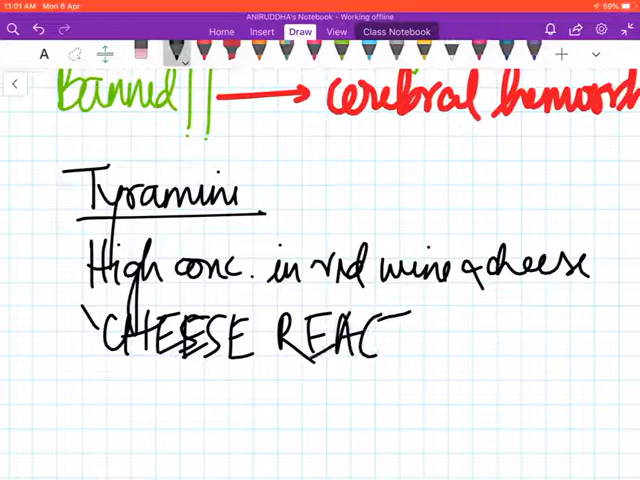 11:01 AM Mon 6 Apr
59%
ANIRUDDHA's Notebook - Working offline
Home Insert Draw View Class Notebook
A
Banned!! → cerebral hemorrh
Tyramini
High conc. in red wine & cheese
'CHEESE REAC